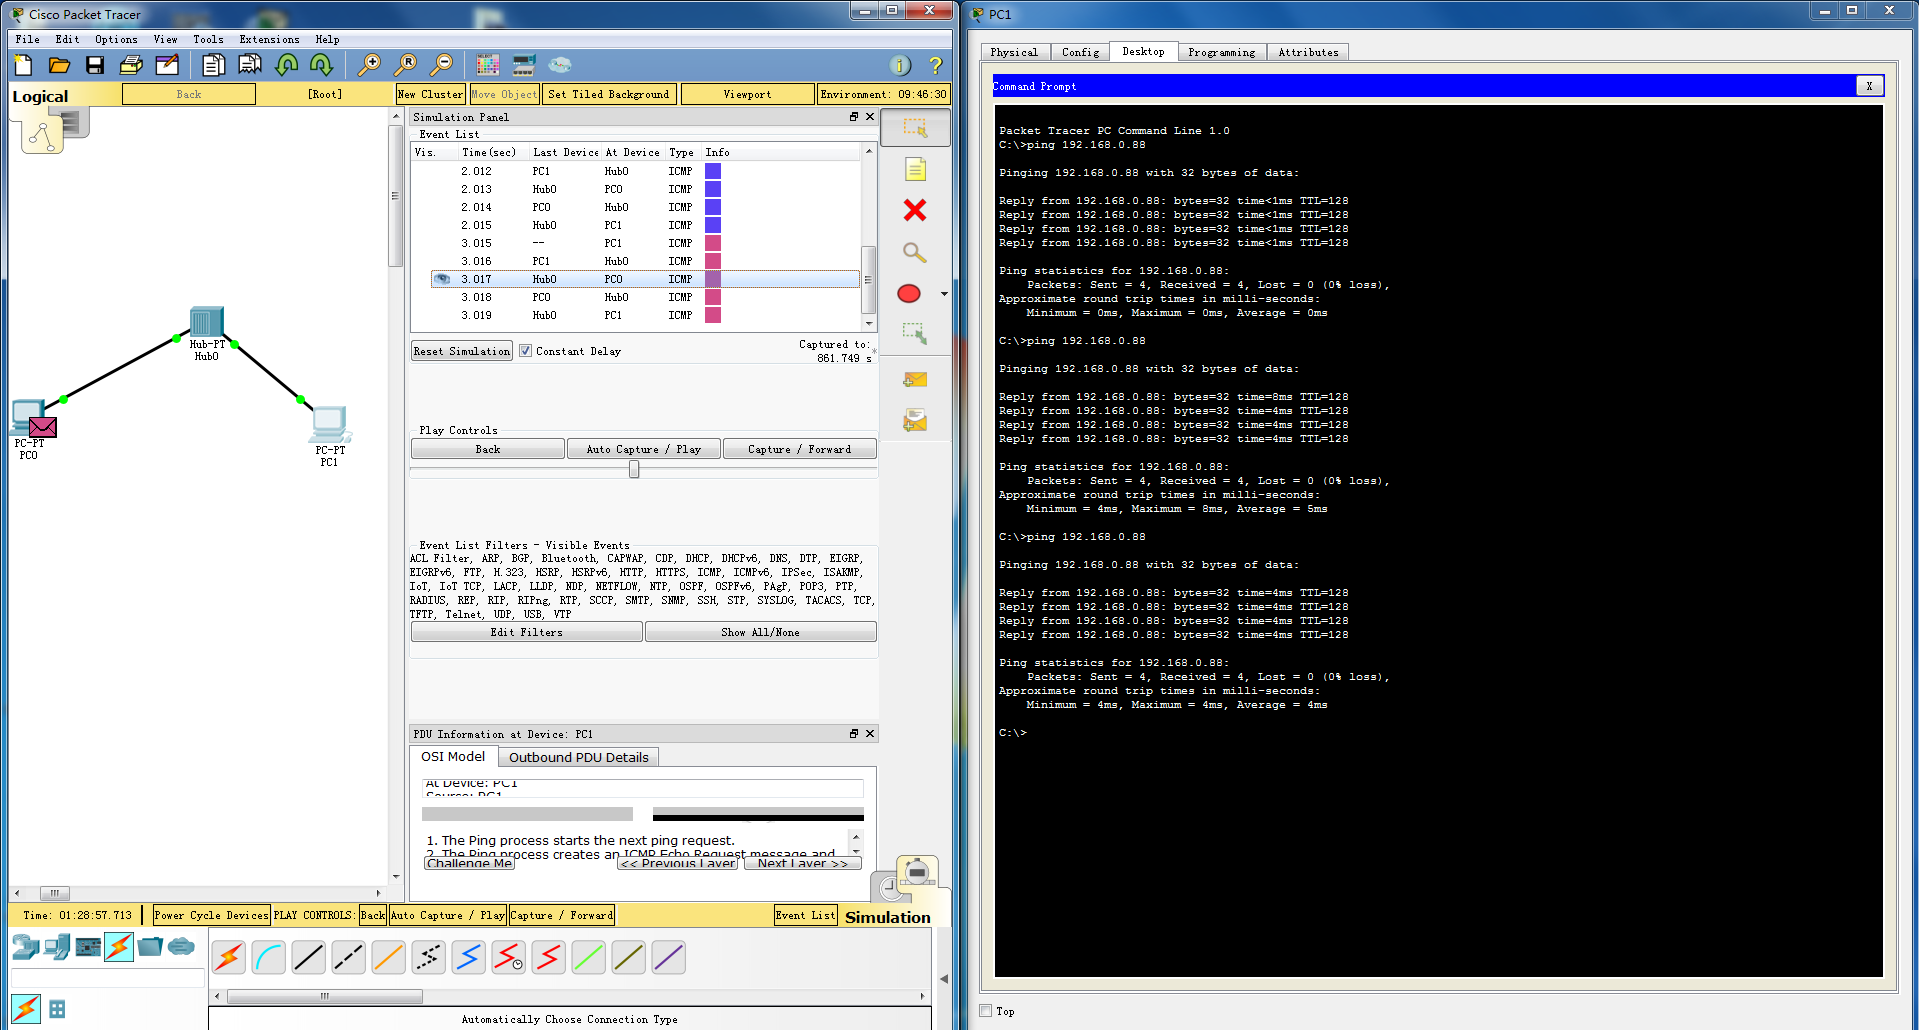 Cisco Packet Tracer
File Edit Options View Tools Extensions Help
Logical Back [Root] New Cluster Move Object Set Tiled Background Viewport Environment: 09:46:30
Hub-PT
Hub0
PC-PT
PC0
PC-PT
PC1
Simulation Panel
Event List
Vis. Time(sec) Last Device At Device Type Info
2.012 PC1 Hub0 ICMP
2.013 Hub0 PC0 ICMP
2.014 PC0 Hub0 ICMP
2.015 Hub0 PC1 ICMP
3.015 -- PC1 ICMP
3.016 PC1 Hub0 ICMP
3.017 Hub0 PC0 ICMP
3.018 PC0 Hub0 ICMP
3.019 Hub0 PC1 ICMP
Reset Simulation Constant Delay Captured to:
861.749 s
Play Controls
Back Auto Capture / Play Capture / Forward
Event List Filters - Visible Events
ACL Filter, ARP, BGP, Bluetooth, CAPWAP, CDP, DHCP, DHCPv6, DNS, DTP, EIGRP,
EIGRPv6, FTP, H.323, HSRP, HSRPv6, HTTP, HTTPS, ICMP, ICMPv6, IPSec, ISAKMP,
IoT, IoT TCP, LACP, LLDP, NDP, NETFLOW, NTP, OSPF, OSPFv6, PAgP, POP3, PTP,
RADIUS, REP, RIP, RIPng, RTP, SCCP, SMTP, SNMP, SSH, STP, SYSLOG, TACACS, TCP,
TFTP, Telnet, UDP, USB, VTP
Edit Filters Show All/None
PDU Information at Device: PC1
OSI Model Outbound PDU Details
At Device: PC1
Source: PC1
1. The Ping process starts the next ping request.
2. The Ping process creates an ICMP Echo Request message and
Challenge Me << Previous Layer Next Layer >>
Time: 01:28:57.713 Power Cycle Devices PLAY CONTROLS: Back Auto Capture / Play Capture / Forward Event List Simulation
Automatically Choose Connection Type
PC1
Physical Config Desktop Programming Attributes
Command Prompt X
Packet Tracer PC Command Line 1.0
C:\>ping 192.168.0.88
Pinging 192.168.0.88 with 32 bytes of data:
Reply from 192.168.0.88: bytes=32 time<1ms TTL=128
Reply from 192.168.0.88: bytes=32 time<1ms TTL=128
Reply from 192.168.0.88: bytes=32 time<1ms TTL=128
Reply from 192.168.0.88: bytes=32 time<1ms TTL=128
Ping statistics for 192.168.0.88:
Packets: Sent = 4, Received = 4, Lost = 0 (0% loss),
Approximate round trip times in milli-seconds:
Minimum = 0ms, Maximum = 0ms, Average = 0ms
C:\>ping 192.168.0.88
Pinging 192.168.0.88 with 32 bytes of data:
Reply from 192.168.0.88: bytes=32 time=8ms TTL=128
Reply from 192.168.0.88: bytes=32 time=4ms TTL=128
Reply from 192.168.0.88: bytes=32 time=4ms TTL=128
Reply from 192.168.0.88: bytes=32 time=4ms TTL=128
Ping statistics for 192.168.0.88:
Packets: Sent = 4, Received = 4, Lost = 0 (0% loss),
Approximate round trip times in milli-seconds:
Minimum = 4ms, Maximum = 8ms, Average = 5ms
C:\>ping 192.168.0.88
Pinging 192.168.0.88 with 32 bytes of data:
Reply from 192.168.0.88: bytes=32 time=4ms TTL=128
Reply from 192.168.0.88: bytes=32 time=4ms TTL=128
Reply from 192.168.0.88: bytes=32 time=4ms TTL=128
Reply from 192.168.0.88: bytes=32 time=4ms TTL=128
Ping statistics for 192.168.0.88:
Packets: Sent = 4, Received = 4, Lost = 0 (0% loss),
Approximate round trip times in milli-seconds:
Minimum = 4ms, Maximum = 4ms, Average = 4ms
C:\>
Top